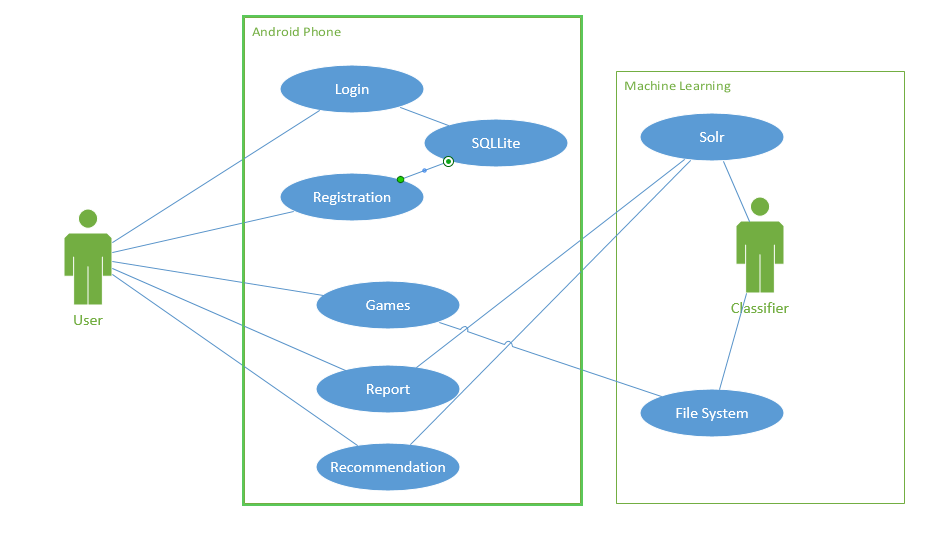 Android Phone
Login
SQLLite
Registration
Games
Report
Recommendation
User
Machine Learning
Solr
Classifier
File System